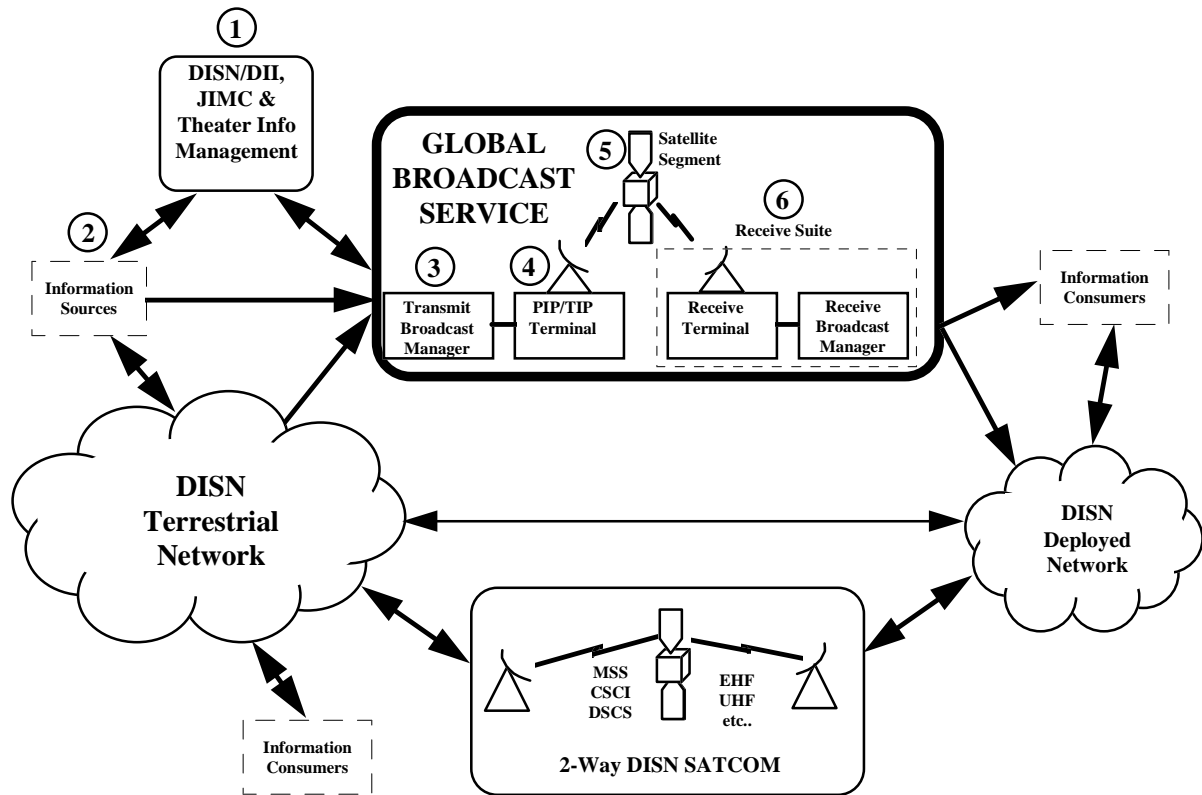 1
DISN/DII,
JIMC &
Theater Info
Management
2
Information
Sources
GLOBAL
BROADCAST
SERVICE
5
Satellite
Segment
6
Receive Suite
3
Transmit
Broadcast
Manager
4
PIP/TIP
Terminal
Receive
Terminal
Receive
Broadcast
Manager
Information
Consumers
DISN
Terrestrial
Network
DISN
Deployed
Network
MSS
CSCI
DSCS
EHF
UHF
etc..
2-Way DISN SATCOM
Information
Consumers